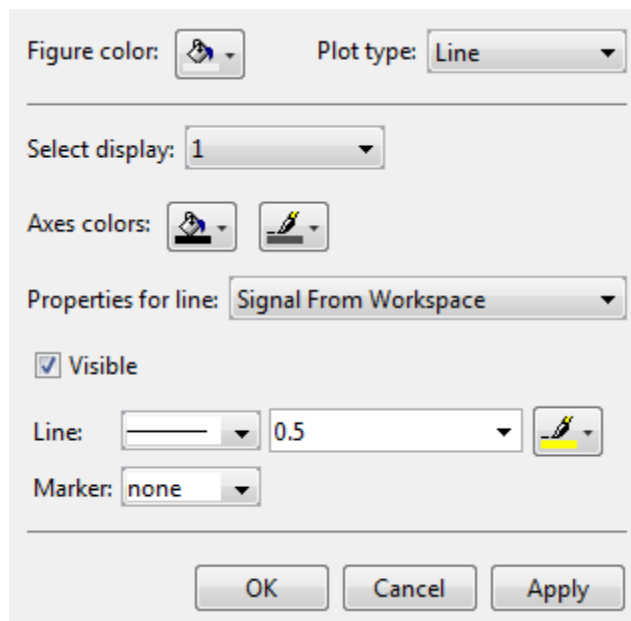 Figure color: Plot type: Line
Select display: 1
Axes colors:
Properties for line: Signal From Workspace
Visible
Line: 0.5
Marker: none
OK Cancel Apply